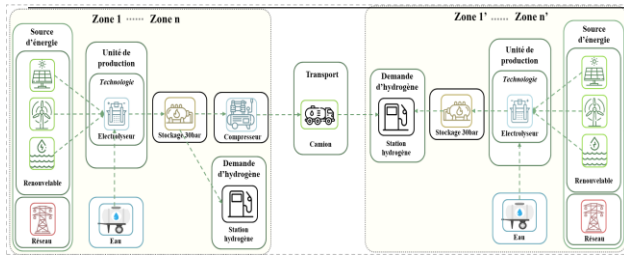 Zone 1 ...... Zone n
Source
d'énergie
Unité de
production
Technologie
Electrolyseur
Renouvelable
Réseau
Eau
Stockage 30bar
Compresseur
Demande
d'hydrogène
Station
hydrogène
Transport
Camion
Zone 1' ...... Zone n'
Demande
d'hydrogène
Station
hydrogène
Stockage 30bar
Unité de
production
Technologie
Electrolyseur
Source
d'énergie
Renouvelable
Eau
Réseau